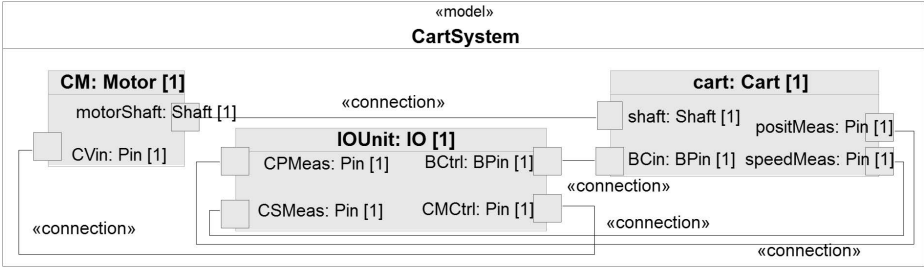 «model»
CartSystem
CM: Motor [1]
motorShaft: Shaft [1]
CVin: Pin [1]
«connection»
IOUnit: IO [1]
CPMeas: Pin [1]
BCtrl: BPin [1]
CSMeas: Pin [1]
CMCtrl: Pin [1]
cart: Cart [1]
shaft: Shaft [1]
positMeas: Pin [1]
BCin: BPin [1]
speedMeas: Pin [1]
«connection»
«connection»
«connection»
«connection»